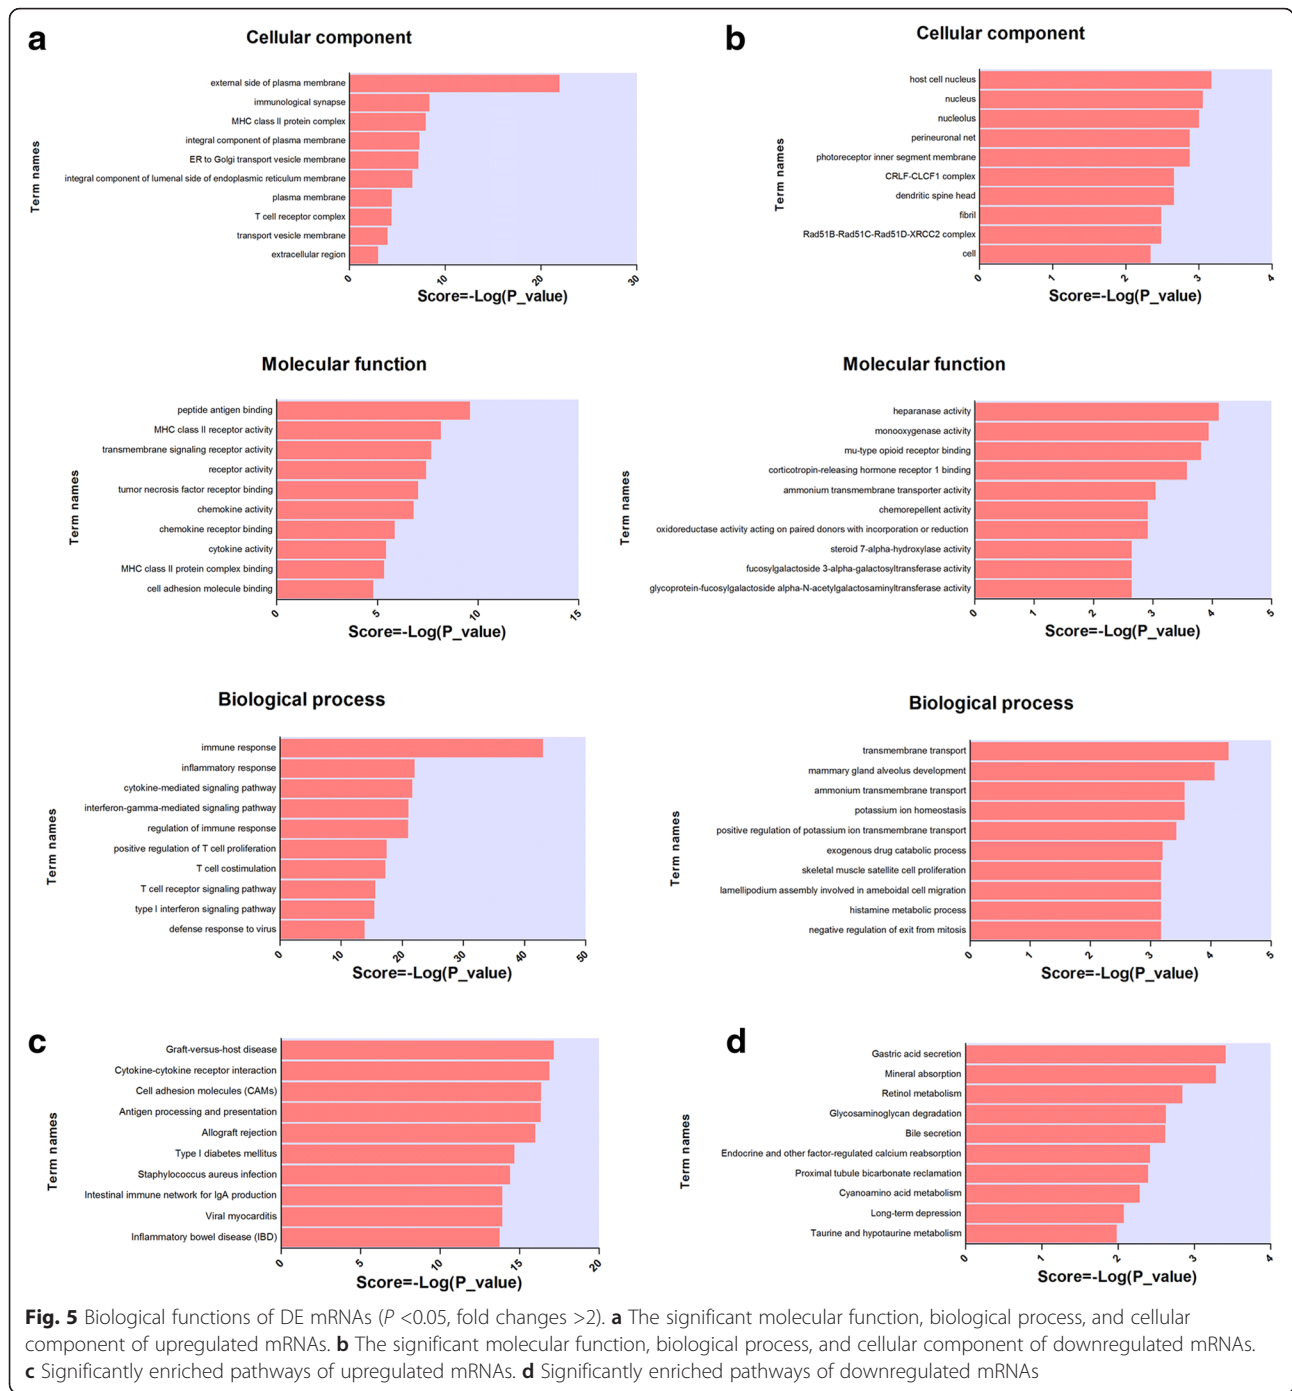 a
Cellular component
Term names
external side of plasma membrane
immunological synapse
MHC class II protein complex
integral component of plasma membrane
ER to Golgi transport vesicle membrane
integral component of lumenal side of endoplasmic reticulum membrane
plasma membrane
T cell receptor complex
transport vesicle membrane
extracellular region
0 10 20 30
Score=-Log(P_value)
Molecular function
Term names
peptide antigen binding
MHC class II receptor activity
transmembrane signaling receptor activity
receptor activity
tumor necrosis factor receptor binding
chemokine activity
chemokine receptor binding
cytokine activity
MHC class II protein complex binding
cell adhesion molecule binding
0 5 10 15
Score=-Log(P_value)
Biological process
Term names
immune response
inflammatory response
cytokine-mediated signaling pathway
interferon-gamma-mediated signaling pathway
regulation of immune response
positive regulation of T cell proliferation
T cell costimulation
T cell receptor signaling pathway
type I interferon signaling pathway
defense response to virus
0 10 20 30 40 50
Score=-Log(P_value)
b
Cellular component
Term names
host cell nucleus
nucleus
nucleolus
perineuronal net
photoreceptor inner segment membrane
CRLF-CLCF1 complex
dendritic spine head
fibril
Rad51B-Rad51C-Rad51D-XRCC2 complex
cell
0 1 2 3 4
Score=-Log(P_value)
Molecular function
Term names
heparanase activity
monooxygenase activity
mu-type opioid receptor binding
corticotropin-releasing hormone receptor 1 binding
ammonium transmembrane transporter activity
chemorepellent activity
oxidoreductase activity acting on paired donors with incorporation or reduction
steroid 7-alpha-hydroxylase activity
fucosylgalactoside 3-alpha-galactosyltransferase activity
glycoprotein-fucosylgalactoside alpha-N-acetylgalactosaminyltransferase activity
0 1 2 3 4 5
Score=-Log(P_value)
Biological process
Term names
transmembrane transport
mammary gland alveolus development
ammonium transmembrane transport
potassium ion homeostasis
positive regulation of potassium ion transmembrane transport
exogenous drug catabolic process
skeletal muscle satellite cell proliferation
lamellipodium assembly involved in ameboidal cell migration
histamine metabolic process
negative regulation of exit from mitosis
0 1 2 3 4 5
Score=-Log(P_value)
c
Term names
Graft-versus-host disease
Cytokine-cytokine receptor interaction
Cell adhesion molecules (CAMs)
Antigen processing and presentation
Allograft rejection
Type I diabetes mellitus
Staphylococcus aureus infection
Intestinal immune network for IgA production
Viral myocarditis
Inflammatory bowel disease (IBD)
0 5 10 15 20
Score=-Log(P_value)
d
Term names
Gastric acid secretion
Mineral absorption
Retinol metabolism
Glycosaminoglycan degradation
Bile secretion
Endocrine and other factor-regulated calcium reabsorption
Proximal tubule bicarbonate reclamation
Cyanoamino acid metabolism
Long-term depression
Taurine and hypotaurine metabolism
0 1 2 3 4
Score=-Log(P_value)
Fig. 5 Biological functions of DE mRNAs (P <0.05, fold changes >2). a The significant molecular function, biological process, and cellular
component of upregulated mRNAs. b The significant molecular function, biological process, and cellular component of downregulated mRNAs.
c Significantly enriched pathways of upregulated mRNAs. d Significantly enriched pathways of downregulated mRNAs